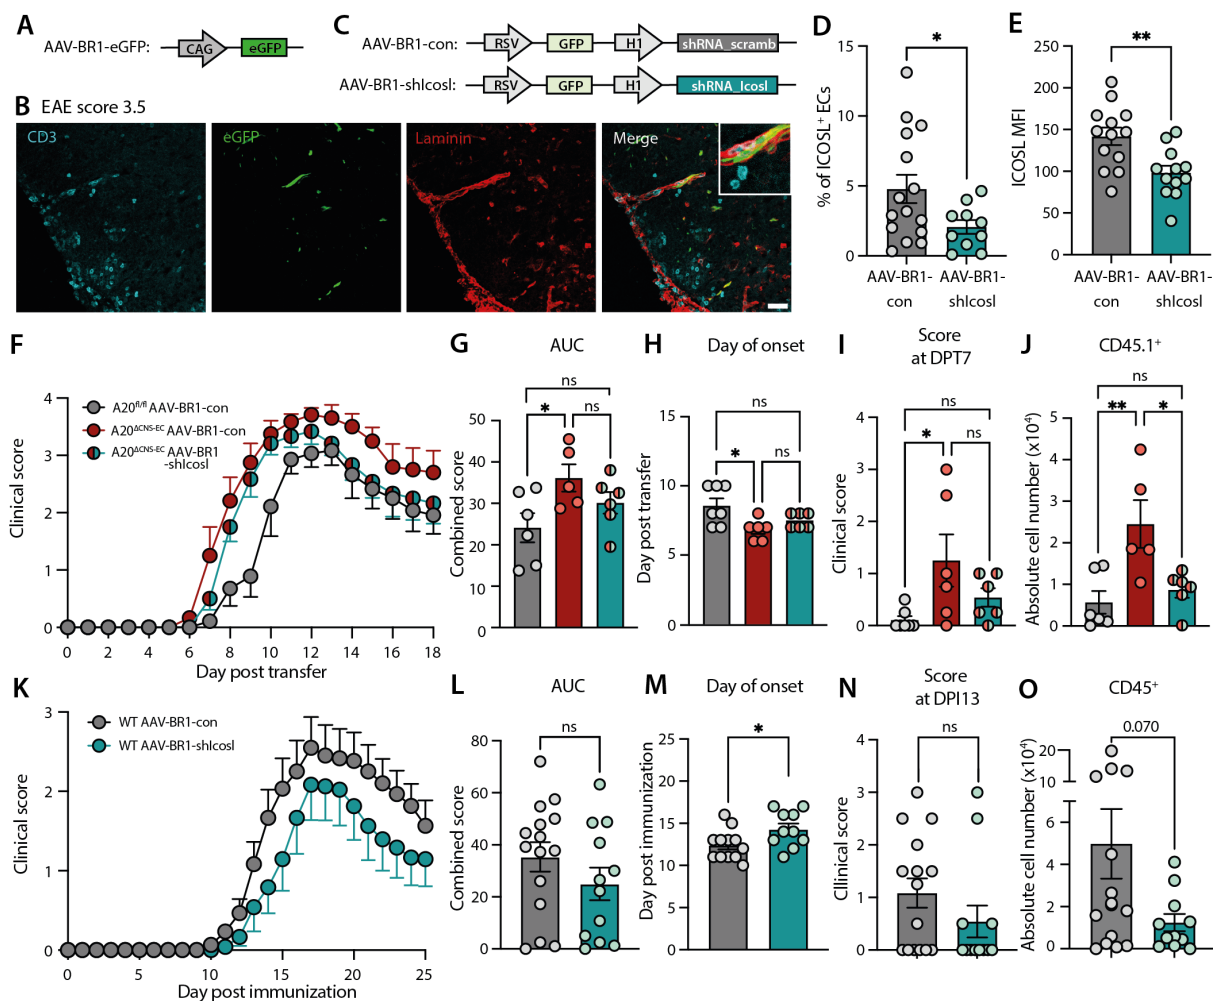 A
AAV-BR1-eGFP:
CAG
eGFP
B
EAE score 3.5
CD3
eGFP
Laminin
Merge
C
AAV-BR1-con:
RSV
GFP
H1
shRNA_scramb
AAV-BR1-shIcosl:
RSV
GFP
H1
shRNA_Icosl
D
% of ICOSL+ ECs
15
10
5
0
*
AAV-BR1-
con
AAV-BR1-
shIcosl
E
ICOSL MFI
250
200
150
100
50
0
**
AAV-BR1-
con
AAV-BR1-
shIcosl
F
Clinical score
4
3
2
1
0
A20fl/fl AAV-BR1-con
A20ΔCNS-EC AAV-BR1-con
A20ΔCNS-EC AAV-BR1
-shIcosl
0 2 4 6 8 10 12 14 16 18
Day post transfer
G
AUC
Combined score
50
40
30
20
10
0
ns
*
ns
H
Day of onset
Day post transfer
15
10
5
0
ns
*
ns
I
Score
at DPT7
Clinical score
4
3
2
1
0
ns
*
ns
J
CD45.1+
Absolute cell number (x10⁴)
5
4
3
2
1
0
ns
**
*
K
Clinical score
3
2
1
0
WT AAV-BR1-con
WT AAV-BR1-shIcosl
0 5 10 15 20 25
Day post immunization
L
AUC
Combined score
80
60
40
20
0
ns
M
Day of onset
Day post immunization
25
20
15
10
5
0
*
N
Score
at DPI13
Cllinical score
4
3
2
1
0
ns
O
CD45+
Absolute cell number (x10⁴)
20
10
6
4
2
0
0.070